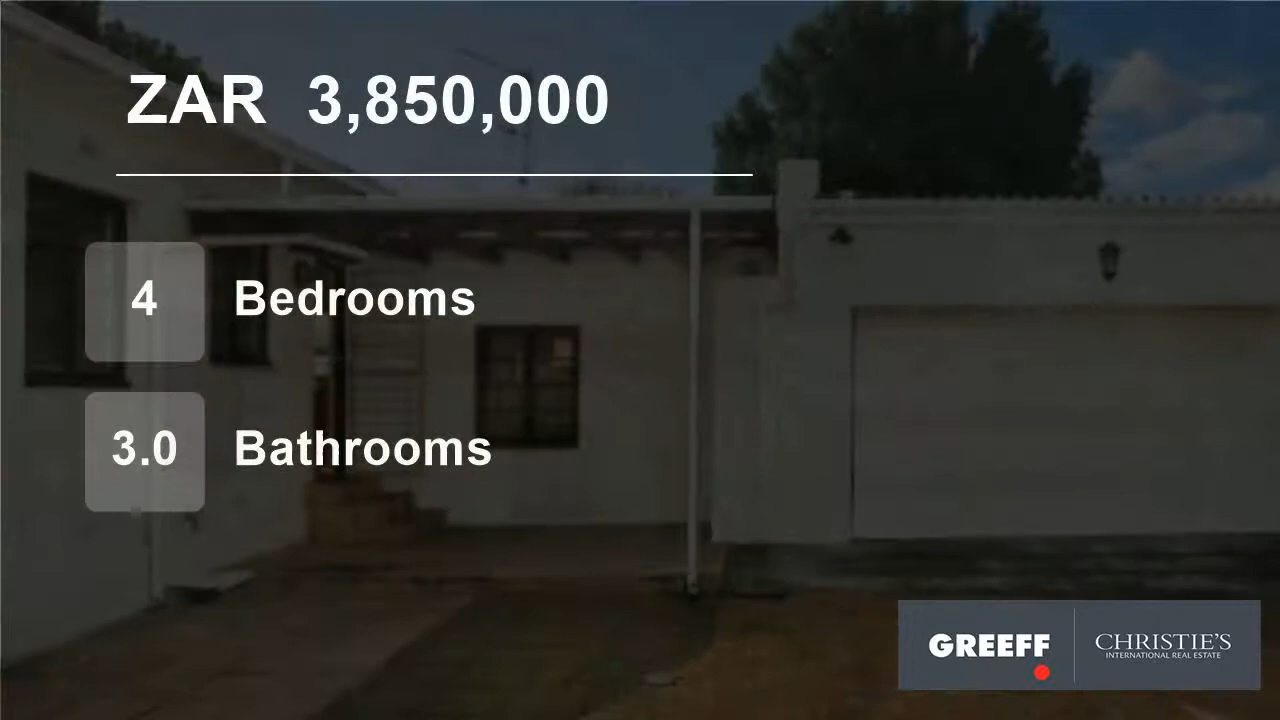 ZAR 3,850,000
4 Bedrooms
3.0 Bathrooms
GREEFF
CHRISTIE'S
INTERNATIONAL REAL ESTATE